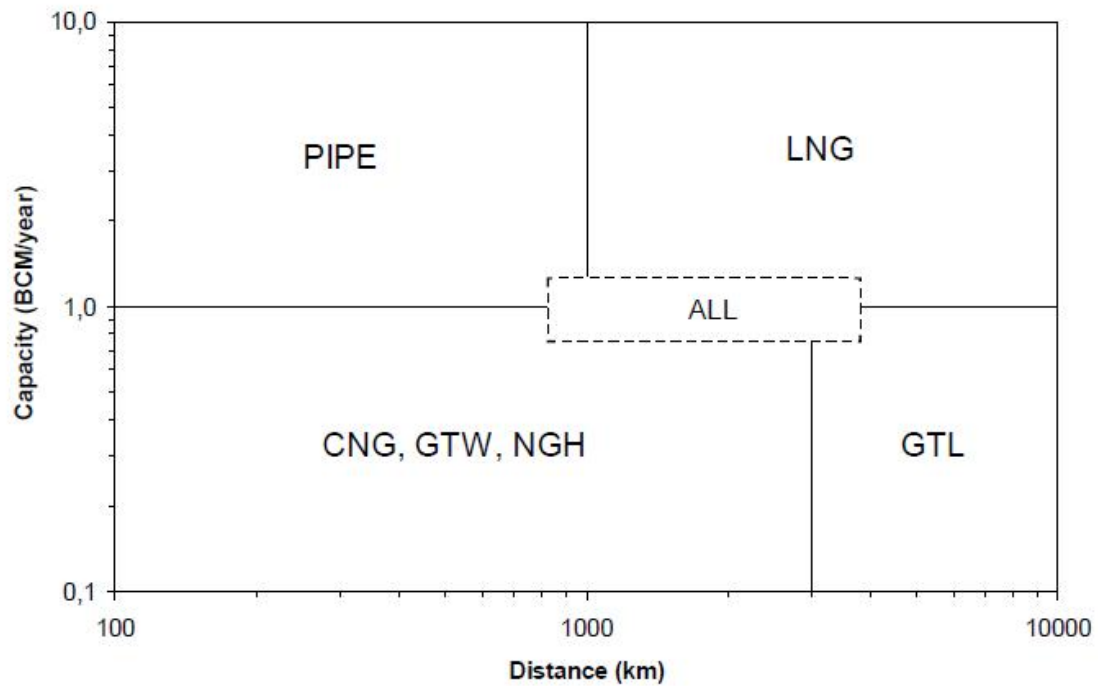 10,0
PIPE
LNG
Capacity (BCM/year)
1,0
ALL
CNG, GTW, NGH
GTL
0,1
100
1000
10000
Distance (km)